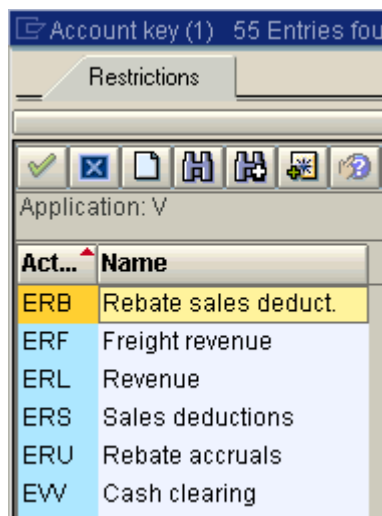 Account key (1) 55 Entries fou
Restrictions
Application: V
Act... Name
ERB Rebate sales deduct.
ERF Freight revenue
ERL Revenue
ERS Sales deductions
ERU Rebate accruals
EVV Cash clearing